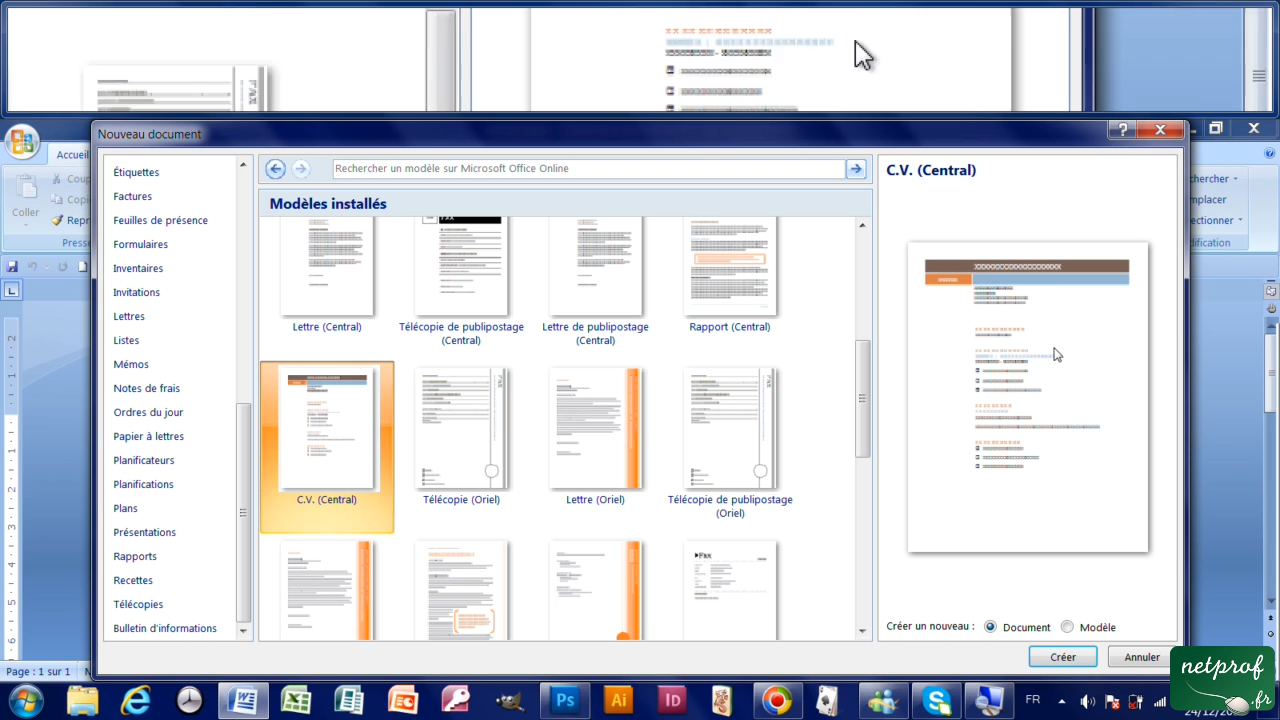 Nouveau document
Accueil
Coller
Reproduire
Étiquettes
Factures
Feuilles de présence
Formulaires
Inventaires
Invitations
Lettres
Listes
Mémos
Notes de frais
Ordres du jour
Papier à lettres
Planificateurs
Planifications
Plans
Présentations
Rapports
Recettes
Télécopies
Bulletin d'informations
Rechercher un modèle sur Microsoft Office Online
Modèles installés
FAX
Lettre (Central)
Télécopie de publipostage (Central)
Lettre de publipostage (Central)
Rapport (Central)
C.V. (Central)
Télécopie (Oriel)
Lettre (Oriel)
Télécopie de publipostage (Oriel)
Fax
C.V. (Central)
Créer un nouveau :
Document
Modèle
Créer
Annuler
Page : 1 sur 1
FR
netprof
.fr